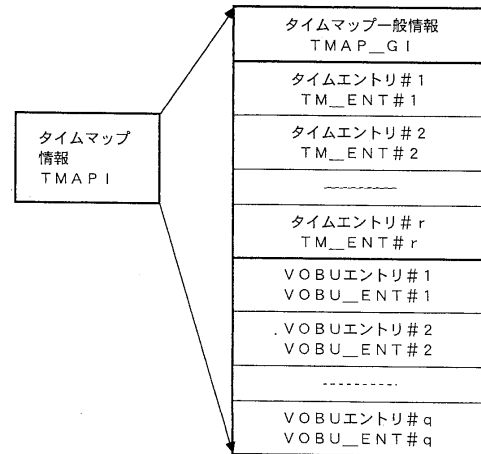 タイムマップ
情報
TMAPI
タイムマップ一般情報
TMAP_GI
タイムエントリ#1
TM_ENT#1
タイムエントリ#2
TM_ENT#2
タイムエントリ#r
TM_ENT#r
VOBUエントリ#1
VOBU_ENT#1
VOBUエントリ#2
VOBU_ENT#2
VOBUエントリ#q
VOBU_ENT#q